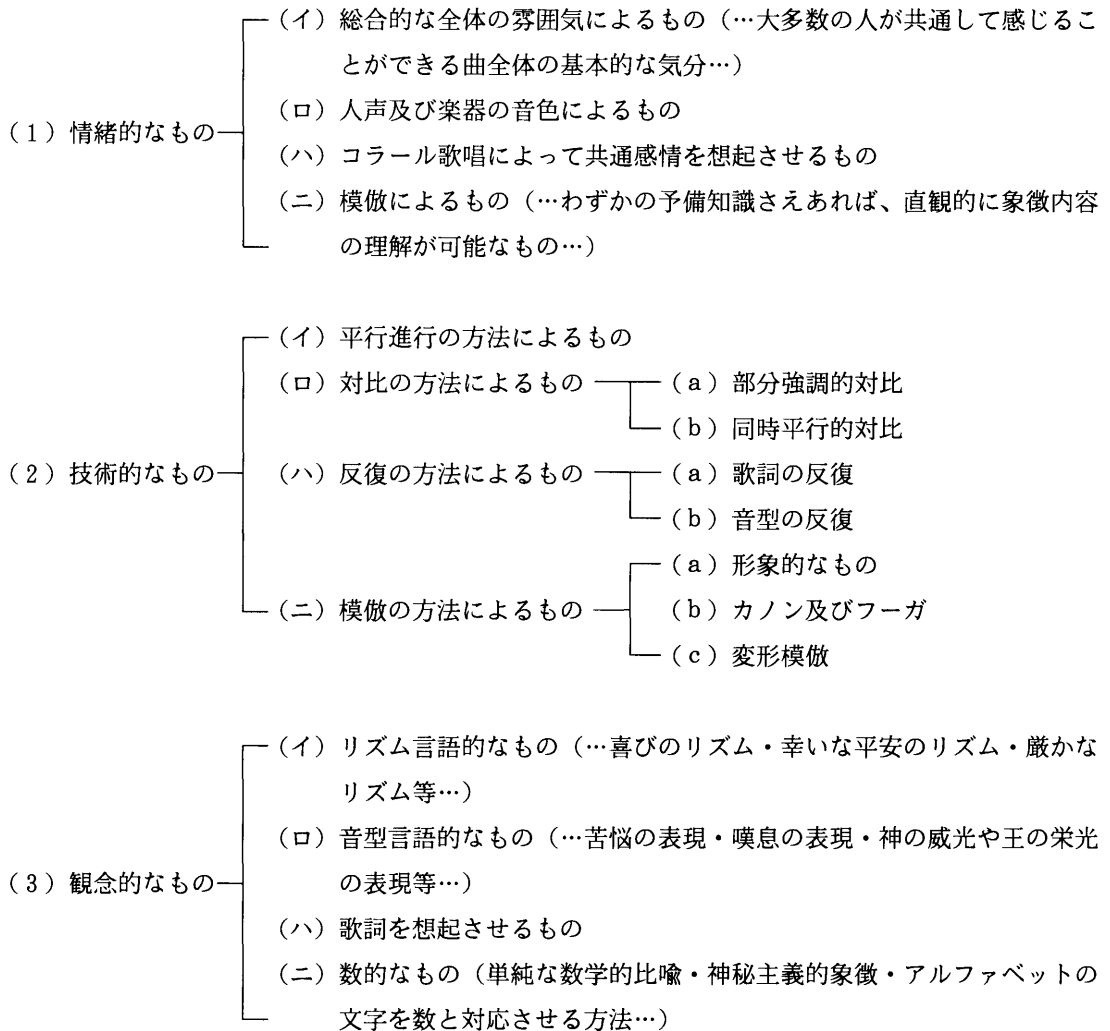 (イ)総合的な全体の雰囲気によるもの(…大多数の人が共通して感じるこ
とができる曲全体の基本的な気分…)
(ロ)人声及び楽器の音色によるもの
(1)情緒的なもの
(ハ)コラール歌唱によって共通感情を想起させるもの
(ニ)模倣によるもの(…わずかの予備知識さえあれば、直観的に象徴内容
の理解が可能なもの…)
(イ)平行進行の方法によるもの
(ロ)対比の方法によるもの (a)部分強調的対比
(b)同時平行的対比
(2)技術的なもの (ハ)反復の方法によるもの (a)歌詞の反復
(b)音型の反復
(a)形象的なもの
(ニ)模倣の方法によるもの (b)カノン及びフーガ
(c)変形模倣
(イ)リズム言語的なもの(…喜びのリズム・幸いな平安のリズム・厳かな
リズム等…)
(ロ)音型言語的なもの(…苦悩の表現・嘆息の表現・神の威光や王の栄光
(3)観念的なもの の表現等…)
(ハ)歌詞を想起させるもの
(ニ)数的なもの(単純な数学的比喩・神秘主義的象徴・アルファベットの
文字を数と対応させる方法…)